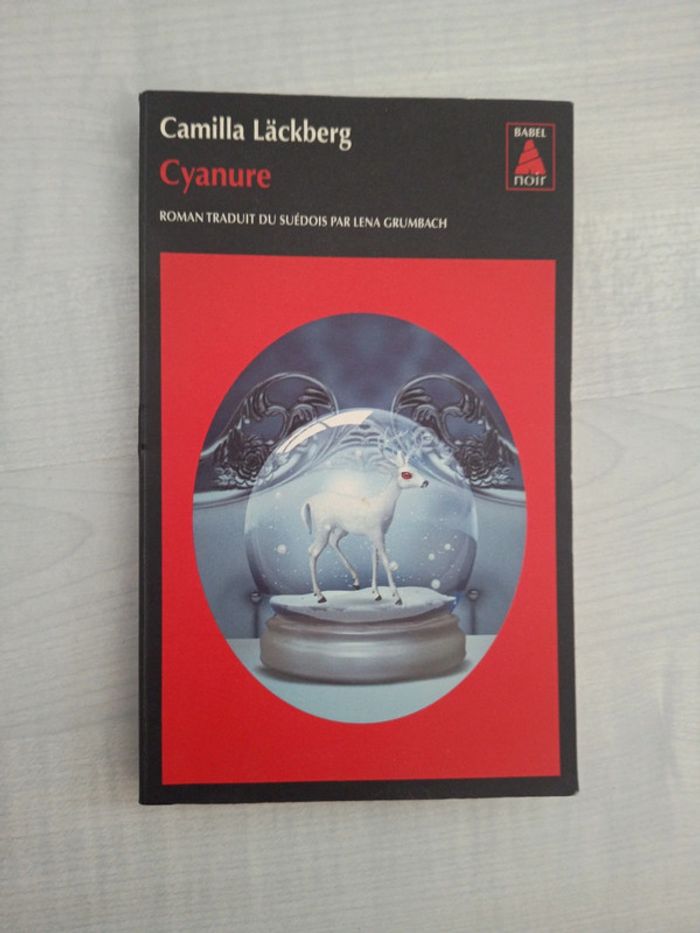 Camilla Läckberg
Cyanure
ROMAN TRADUIT DU SUÉDOIS PAR LENA GRUMBACH
BABEL
noir